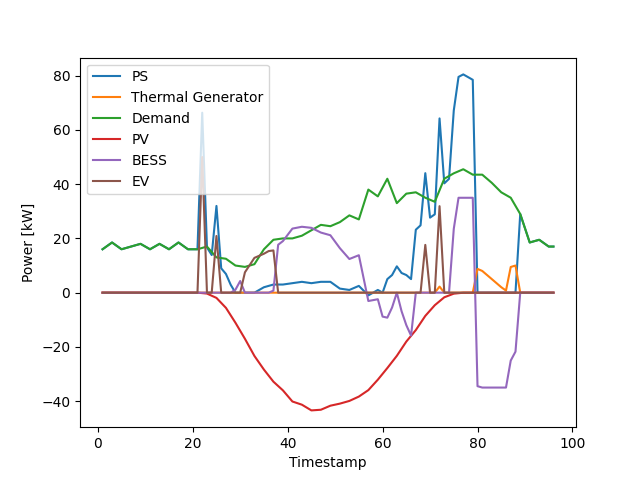 PS
Thermal Generator
Demand
PV
BESS
EV
80
60
40
20
0
−20
−40
Power [kW]
0 20 40 60 80 100
Timestamp